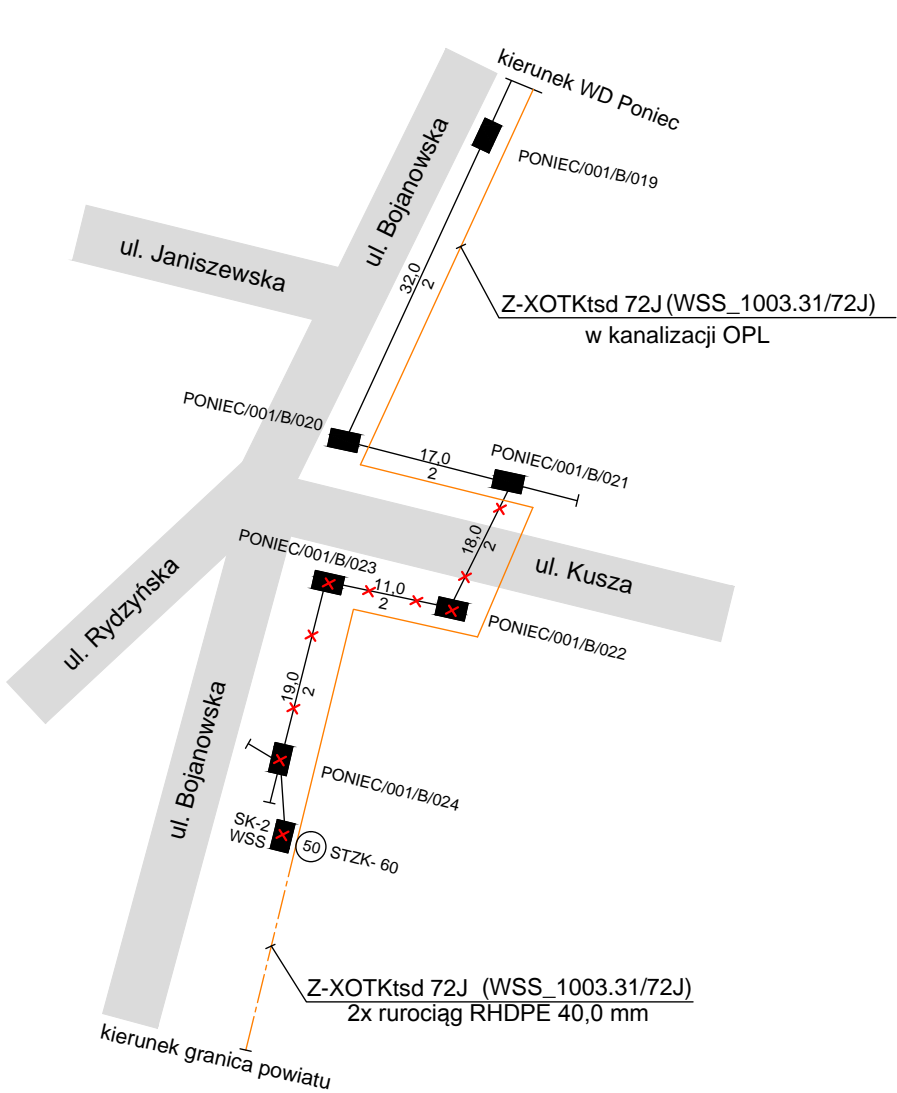 kierunek WD Poniec
PONIEC/001/B/019
ul. Bojanowska
ul. Janiszewska
32,0
2
Z-XOTKtsd 72J (WSS_1003.31/72J)
w kanalizacji OPL
PONIEC/001/B/020
17,0
2
PONIEC/001/B/021
18,0
2
ul. Kusza
PONIEC/001/B/023
11,0
2
ul. Rydzyńska
PONIEC/001/B/022
19,0
2
ul. Bojanowska
PONIEC/001/B/024
SK-2
WSS
50
STZK- 60
Z-XOTKtsd 72J (WSS_1003.31/72J)
2x rurociąg RHDPE 40,0 mm
kierunek granica powiatu